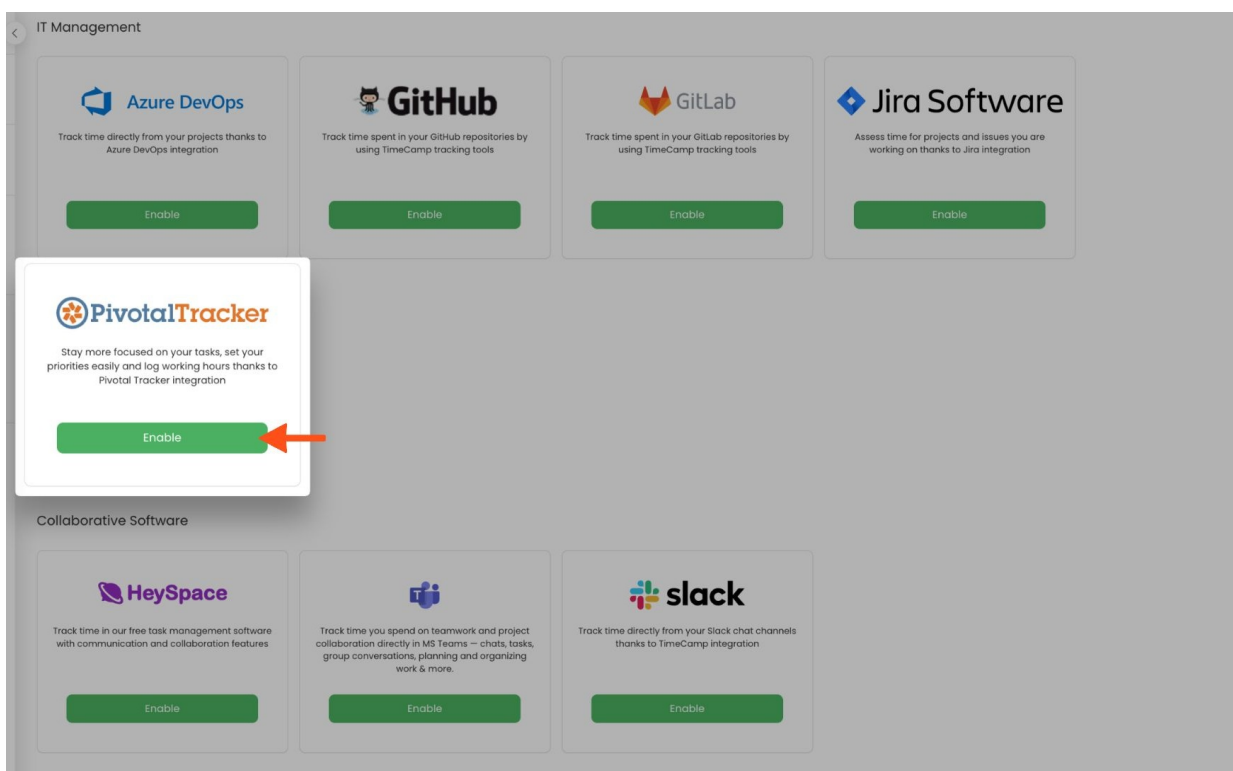 IT Management
Azure DevOps
Track time directly from your projects thanks to
Azure DevOps integration
Enable
GitHub
Track time spent in your GitHub repositories by
using TimeCamp tracking tools
Enable
GitLab
Track time spent in your GitLab repositories by
using TimeCamp tracking tools
Enable
Jira Software
Assess time for projects and issues you are
working on thanks to Jira integration
Enable
PivotalTracker
Stay more focused on your tasks, set your
priorities easily and log working hours thanks to
Pivotal Tracker integration
Enable
Collaborative Software
HeySpace
Track time in our free task management software
with communication and collaboration features
Enable
T
Track time you spend on teamwork and project
collaboration directly in MS Teams — chats, tasks,
group conversations, planning and organizing
work & more.
Enable
slack
Track time directly from your Slack chat channels
thanks to TimeCamp integration
Enable